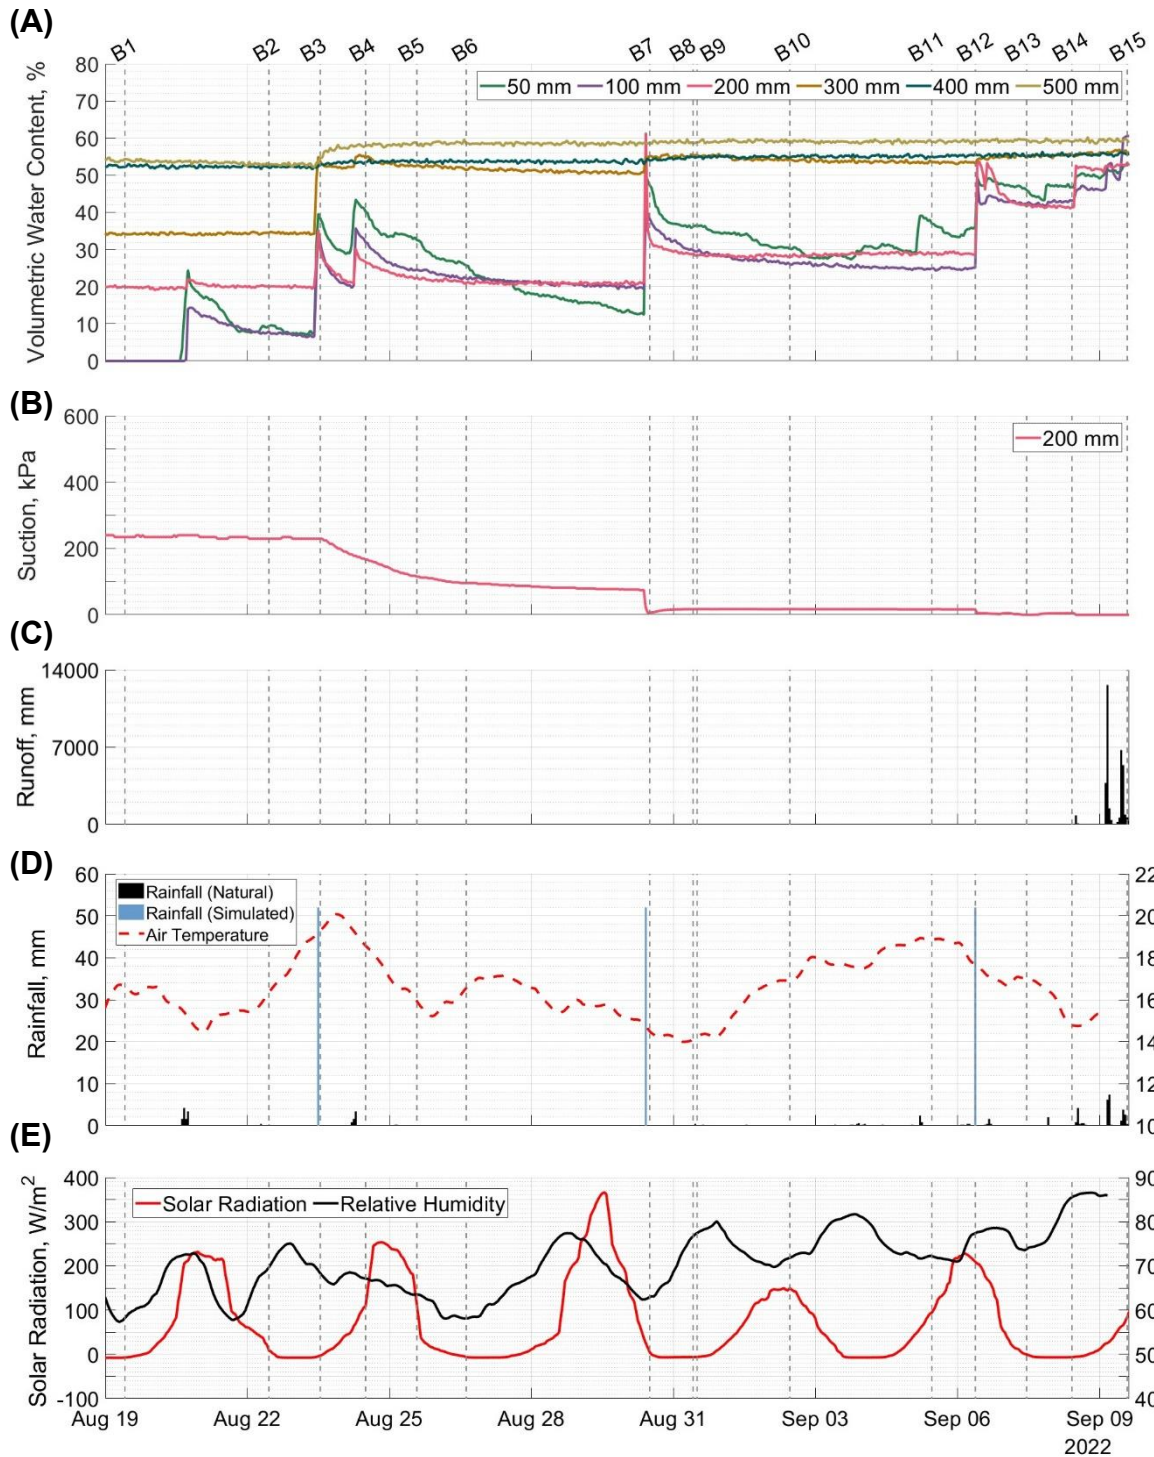 (A)
B1 B2 B3 B4 B5 B6 B7 B8 B9 B10 B11 B12 B13 B14 B15
Volumetric Water Content, %
80
70
60
50
40
30
20
10
0
50 mm 100 mm 200 mm 300 mm 400 mm 500 mm
(B)
Suction, kPa
600
400
200
0
200 mm
(C)
Runoff, mm
14000
7000
0
(D)
Rainfall, mm
60
50
40
30
20
10
0
Rainfall (Natural)
Rainfall (Simulated)
Air Temperature
22
20
18
16
14
12
10
(E)
Solar Radiation, W/m²
400
300
200
100
0
-100
Solar Radiation Relative Humidity
90
80
70
60
50
40
Aug 19 Aug 22 Aug 25 Aug 28 Aug 31 Sep 03 Sep 06 Sep 09
2022